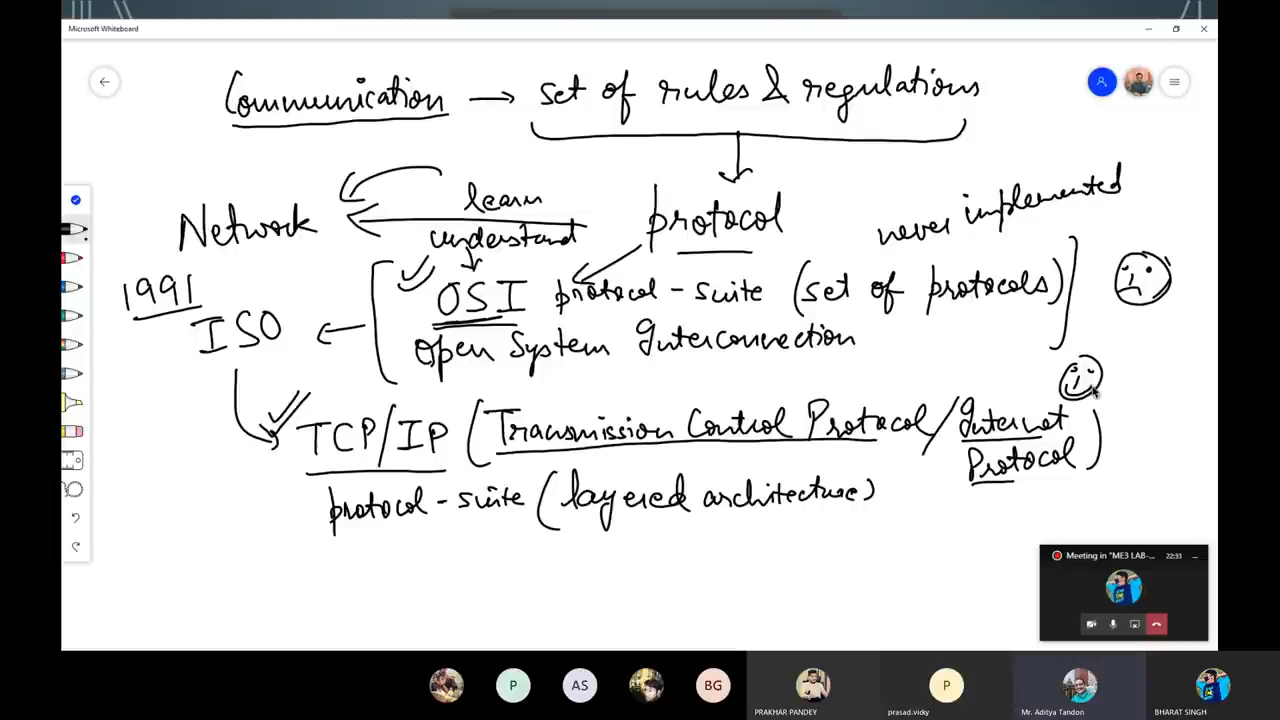 Microsoft Whiteboard
Communication → set of rules & regulations
never implemented
learn
Network
protocol
understand
1991
OSI protocol-suite (set of protocols)
ISO
Open System Interconnection
TCP/IP (Transmission Control Protocol/Internet
Protocol)
protocol-suite (layered architecture)
Meeting in "ME3 LAB-... 22:33
P
AS
BG
P
PRAKHAR PANDEY
prasad.vicky
Mr. Aditya Tandon
BHARAT SINGH